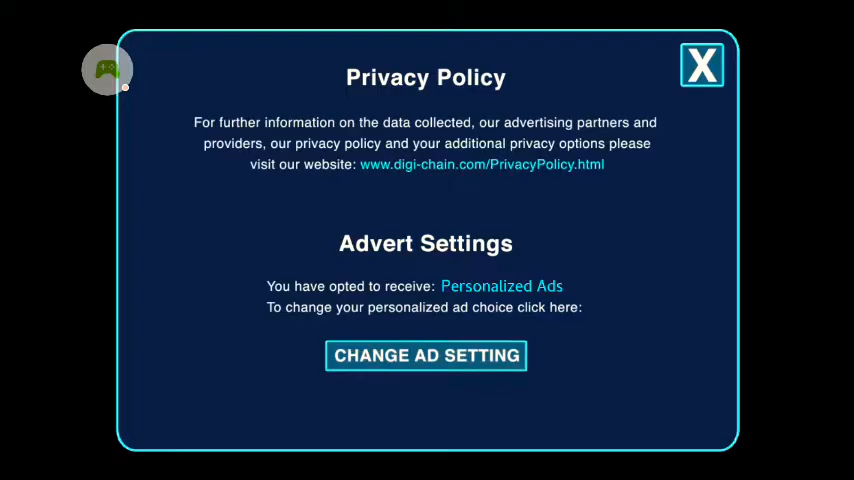 Privacy Policy
X
For further information on the data collected, our advertising partners and
providers, our privacy policy and your additional privacy options please
visit our website: www.digi-chain.com/PrivacyPolicy.html
Advert Settings
You have opted to receive: Personalized Ads
To change your personalized ad choice click here:
CHANGE AD SETTING